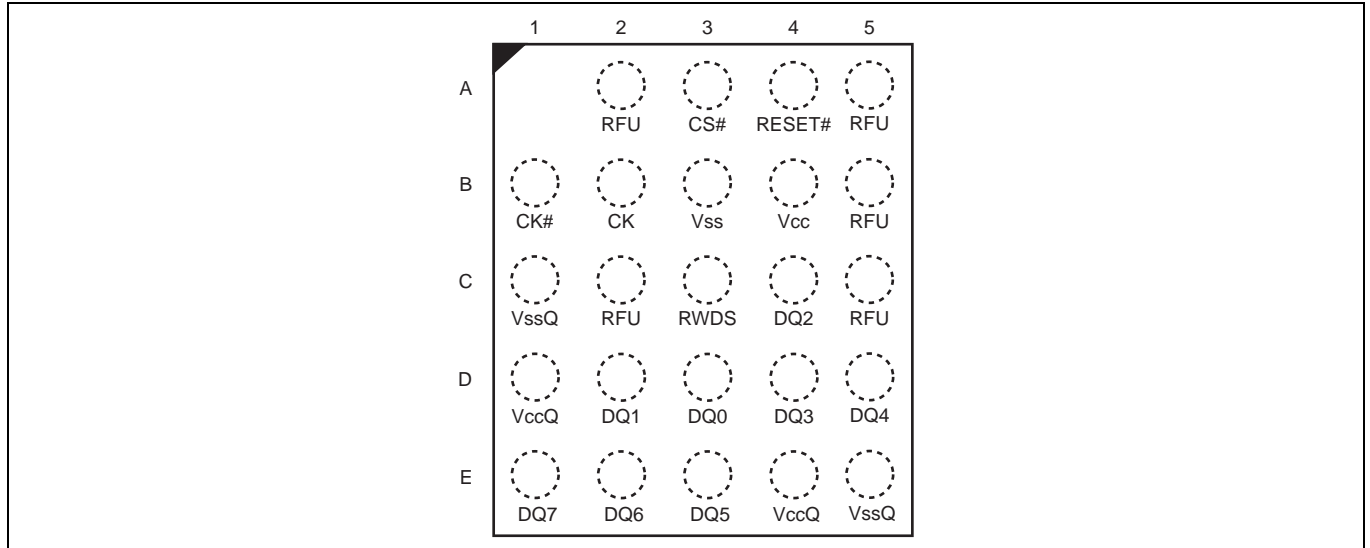 1 2 3 4 5
A
RFU CS# RESET# RFU
B
CK# CK Vss Vcc RFU
C
VssQ RFU RWDS DQ2 RFU
D
VccQ DQ1 DQ0 DQ3 DQ4
E
DQ7 DQ6 DQ5 VccQ VssQ